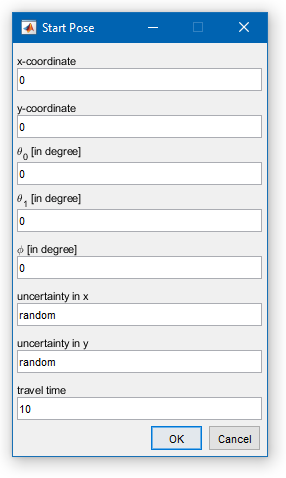 Start Pose
x-coordinate
0
y-coordinate
0
θ₀ [in degree]
0
θ₁ [in degree]
0
ϕ [in degree]
0
uncertainty in x
random
uncertainty in y
random
travel time
10
OK Cancel